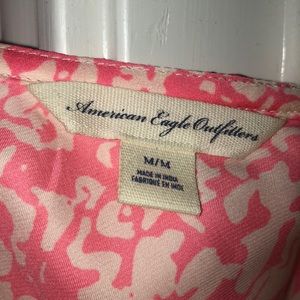 American Eagle Outfitters
M/M
MADE IN INDIA
FABRIQUÉ EN INDE